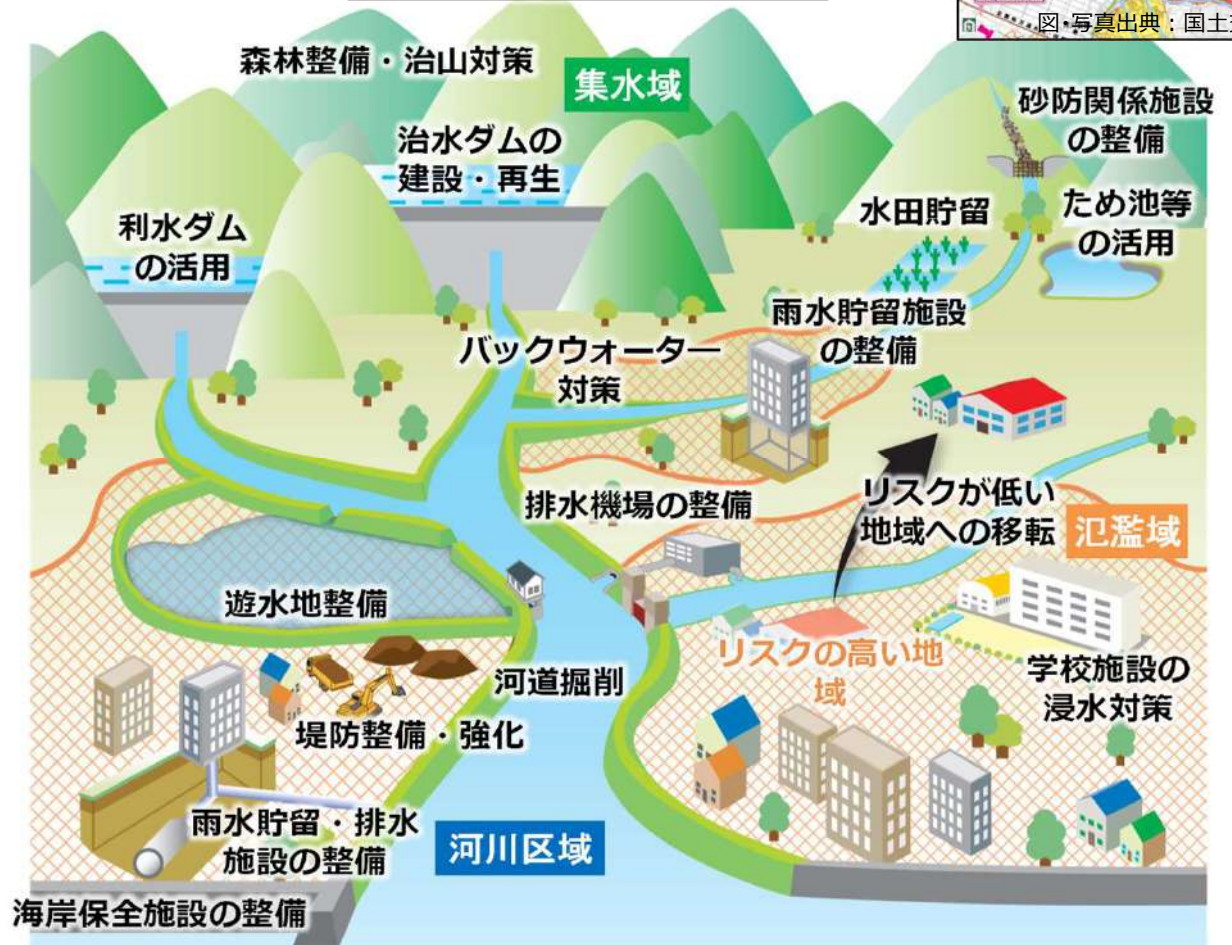 図・写真出典：国土
森林整備・治山対策
集水域
砂防関係施設
の整備
治水ダムの
建設・再生
利水ダム
の活用
水田貯留
ため池等
の活用
雨水貯留施設
の整備
バックウォーター
対策
排水機場の整備
リスクが低い
地域への移転
氾濫域
遊水地整備
リスクの高い地
域
学校施設の
浸水対策
河道掘削
堤防整備・強化
雨水貯留・排水
施設の整備
河川区域
海岸保全施設の整備